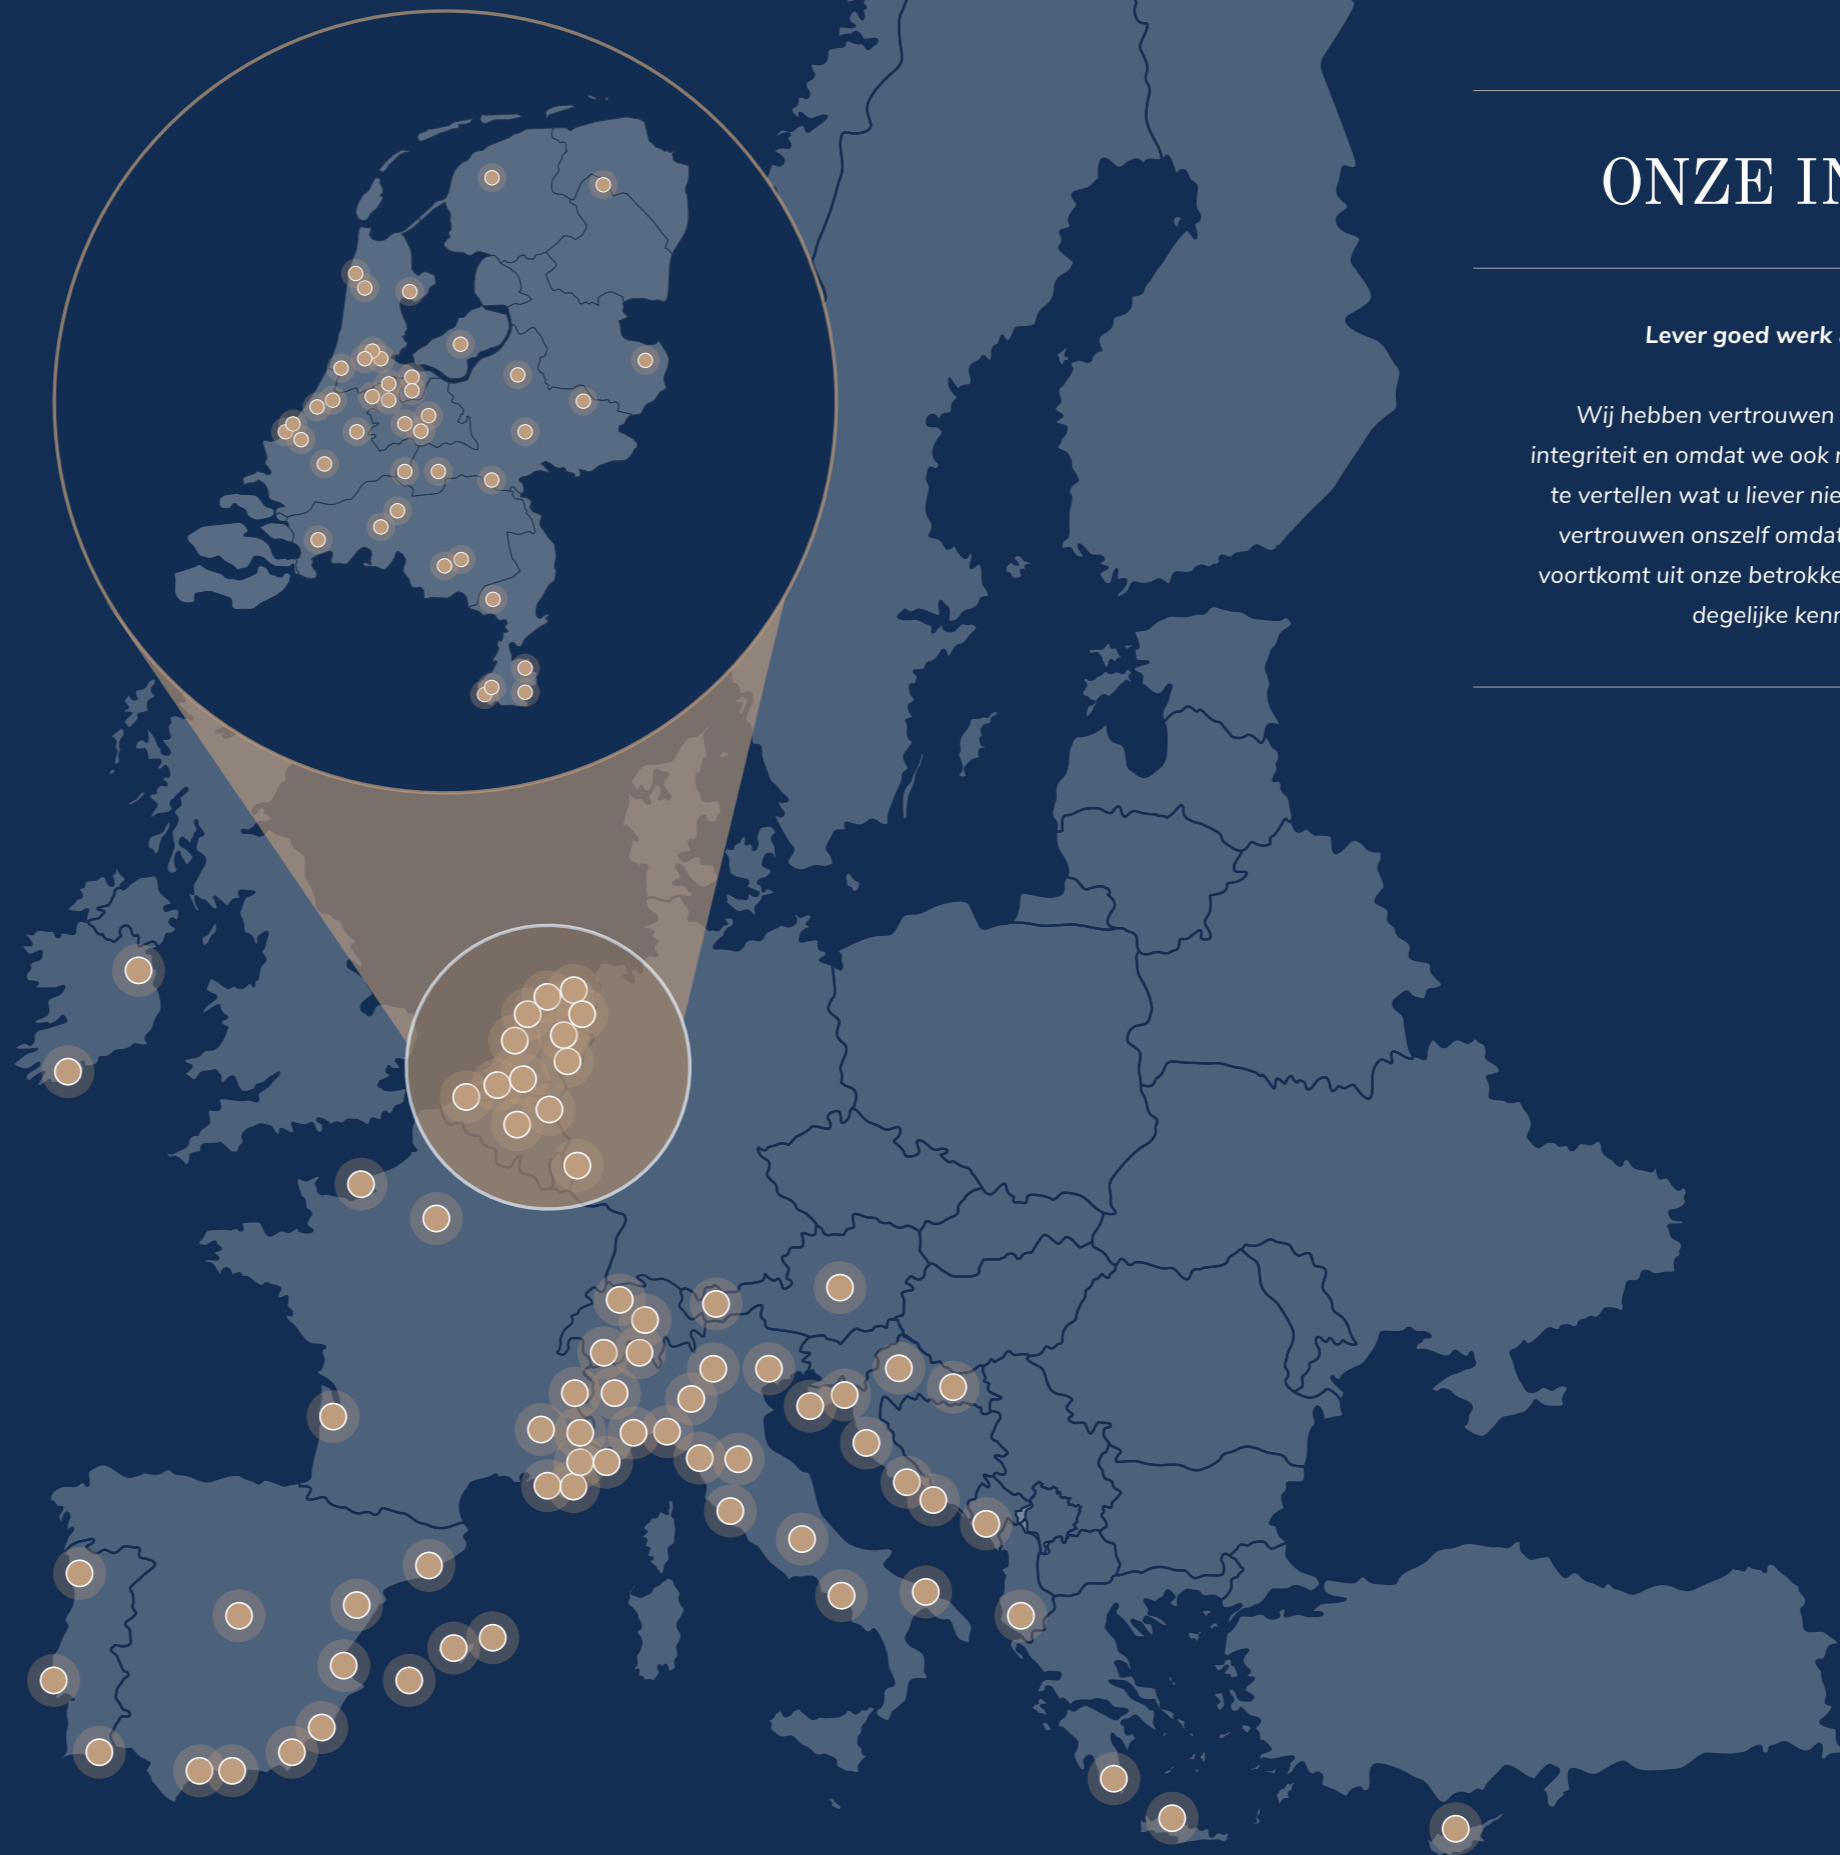 ONZE IN
Lever goed werk
Wij hebben vertrouwen
integriteit en omdat we ook
te vertellen wat u liever nie
vertrouwen onszelf omdat
voortkomt uit onze betrokke
degelijke kenn